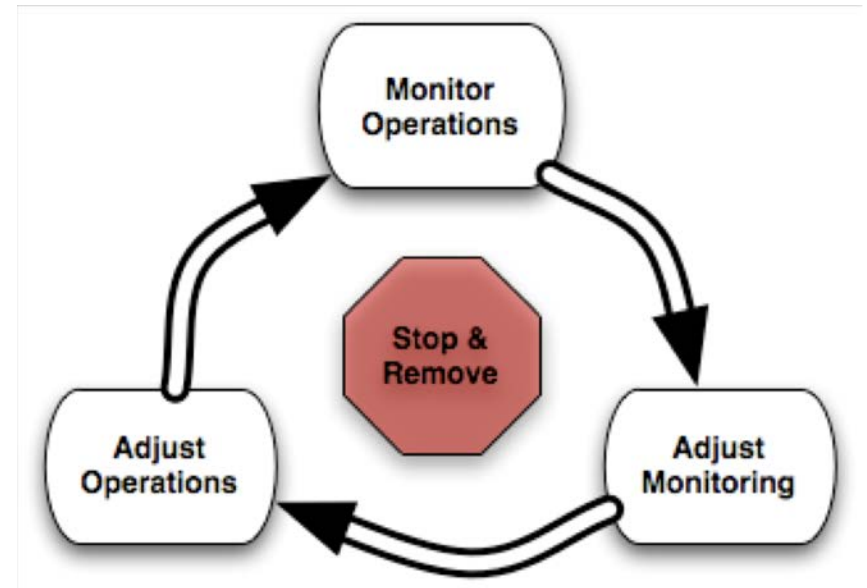 Monitor
Operations
Stop &
Remove
Adjust
Operations
Adjust
Monitoring